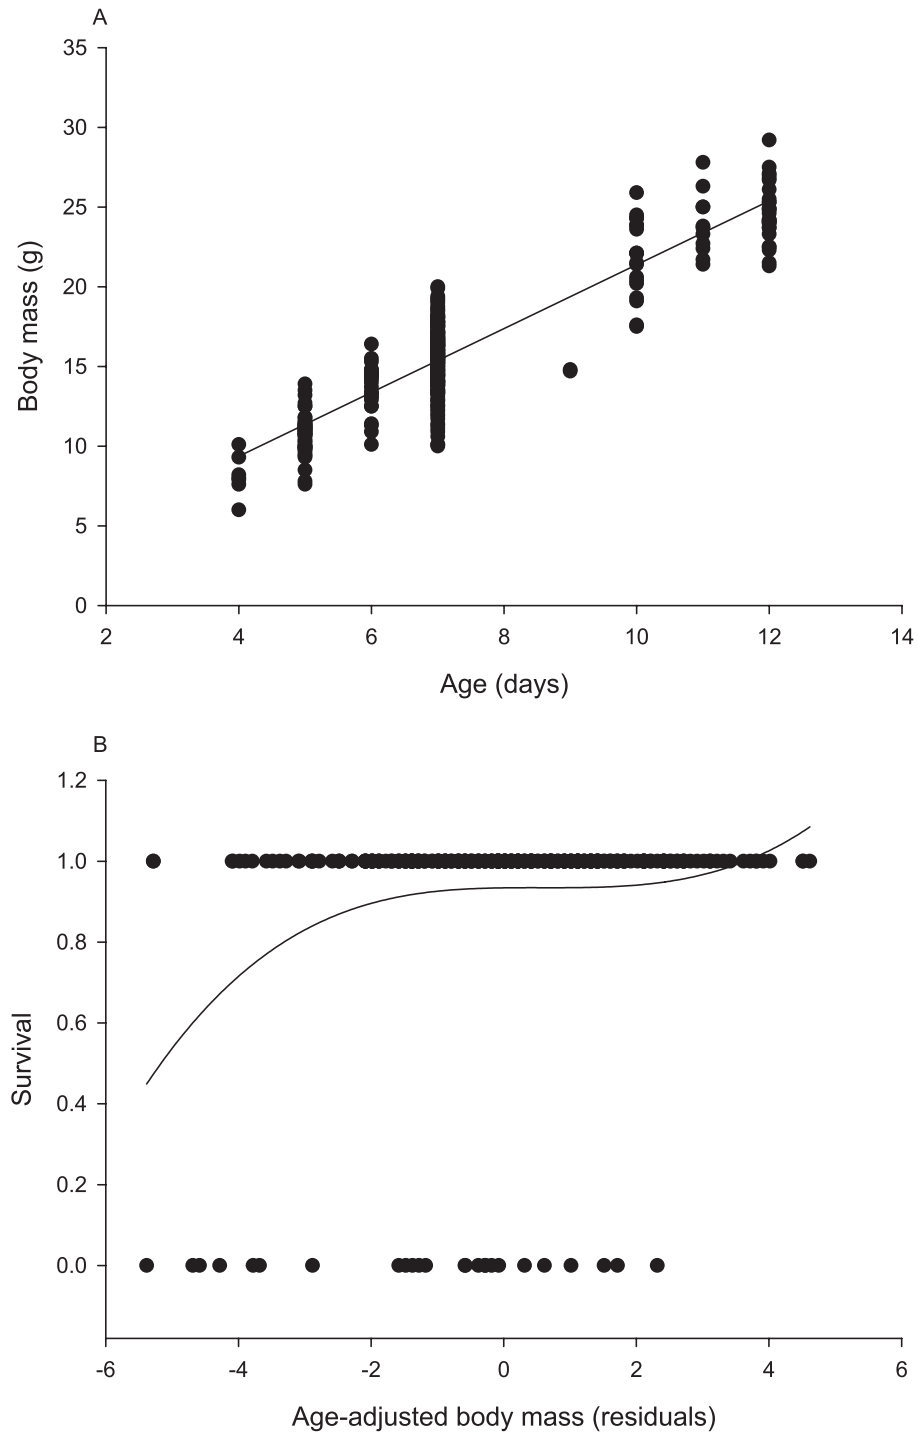 A
35
30
25
20
15
10
5
0
Body mass (g)
2 4 6 8 10 12 14
Age (days)
B
1.2
1.0
0.8
0.6
0.4
0.2
0.0
Survival
-6 -4 -2 0 2 4 6
Age-adjusted body mass (residuals)